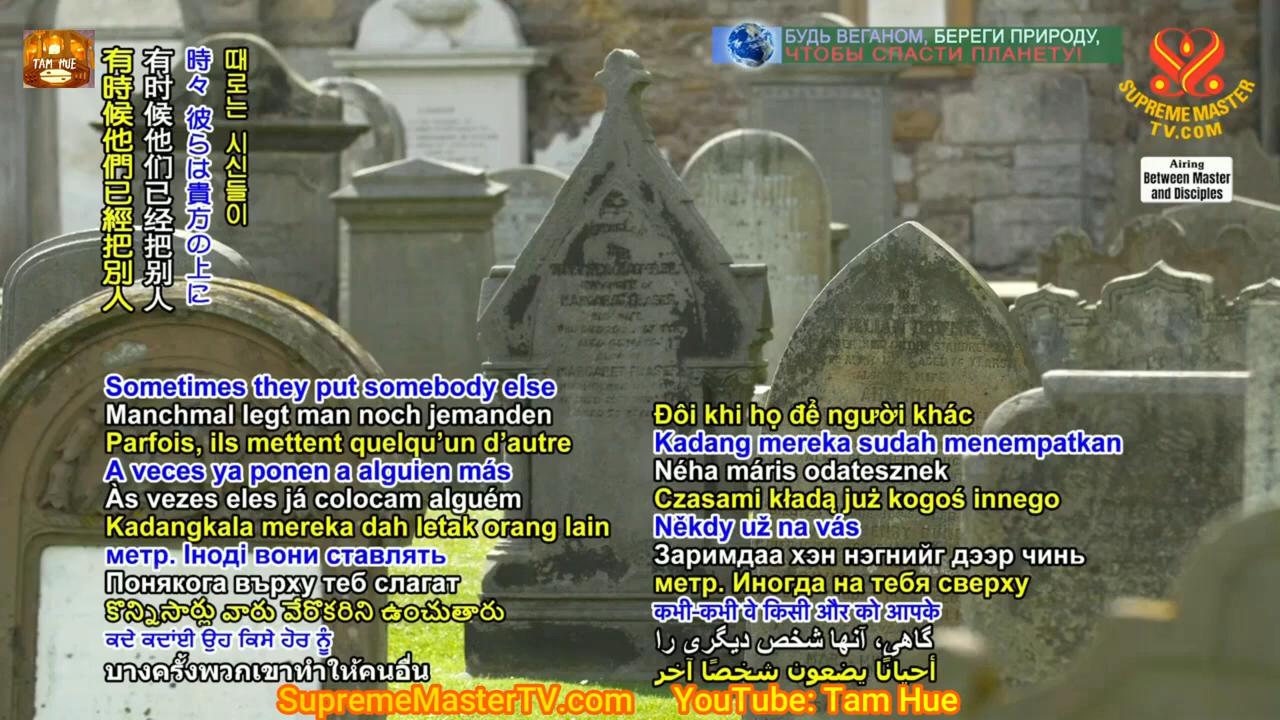 TAM HUE
有時候他們已經把別人
有时候他们已经把别人
時々 彼らは貴方の上に
때로는 시신들이
БУДЬ ВЕГАНОМ, БЕРЕГИ ПРИРОДУ,
ЧТОБЫ СПАСТИ ПЛАНЕТУ!
SUPREME MASTER
TV.COM
Airing
Between Master
and Disciples
Sometimes they put somebody else
Manchmal legt man noch jemanden
Parfois, ils mettent quelqu’un d’autre
A veces ya ponen a alguien más
Às vezes eles já colocam alguém
Kadangkala mereka dah letak orang lain
метр. Іноді вони ставлять
Понякога върху теб слагат
కొన్నిసార్లు వారు వేరొకరిని ఉంచుతారు
ਕਦੇ ਕਦਾਂਈ ਉਹ ਕਿਸੇ ਹੋਰ ਨੂੰ
บางครั้งพวกเขาทำให้คนอื่น
Đôi khi họ để người khác
Kadang mereka sudah menempatkan
Néha máris odatesznek
Czasami kładą już kogoś innego
Někdy už na vás
Заримдаа хэн нэгнийг дээр чинь
метр. Иногда на тебя сверху
कभी-कभी वे किसी और को आपके
گاهی، آنها شخص دیگری را
أحيانًا يضعون شخصًا آخر
SupremeMasterTV.com YouTube: Tam Hue